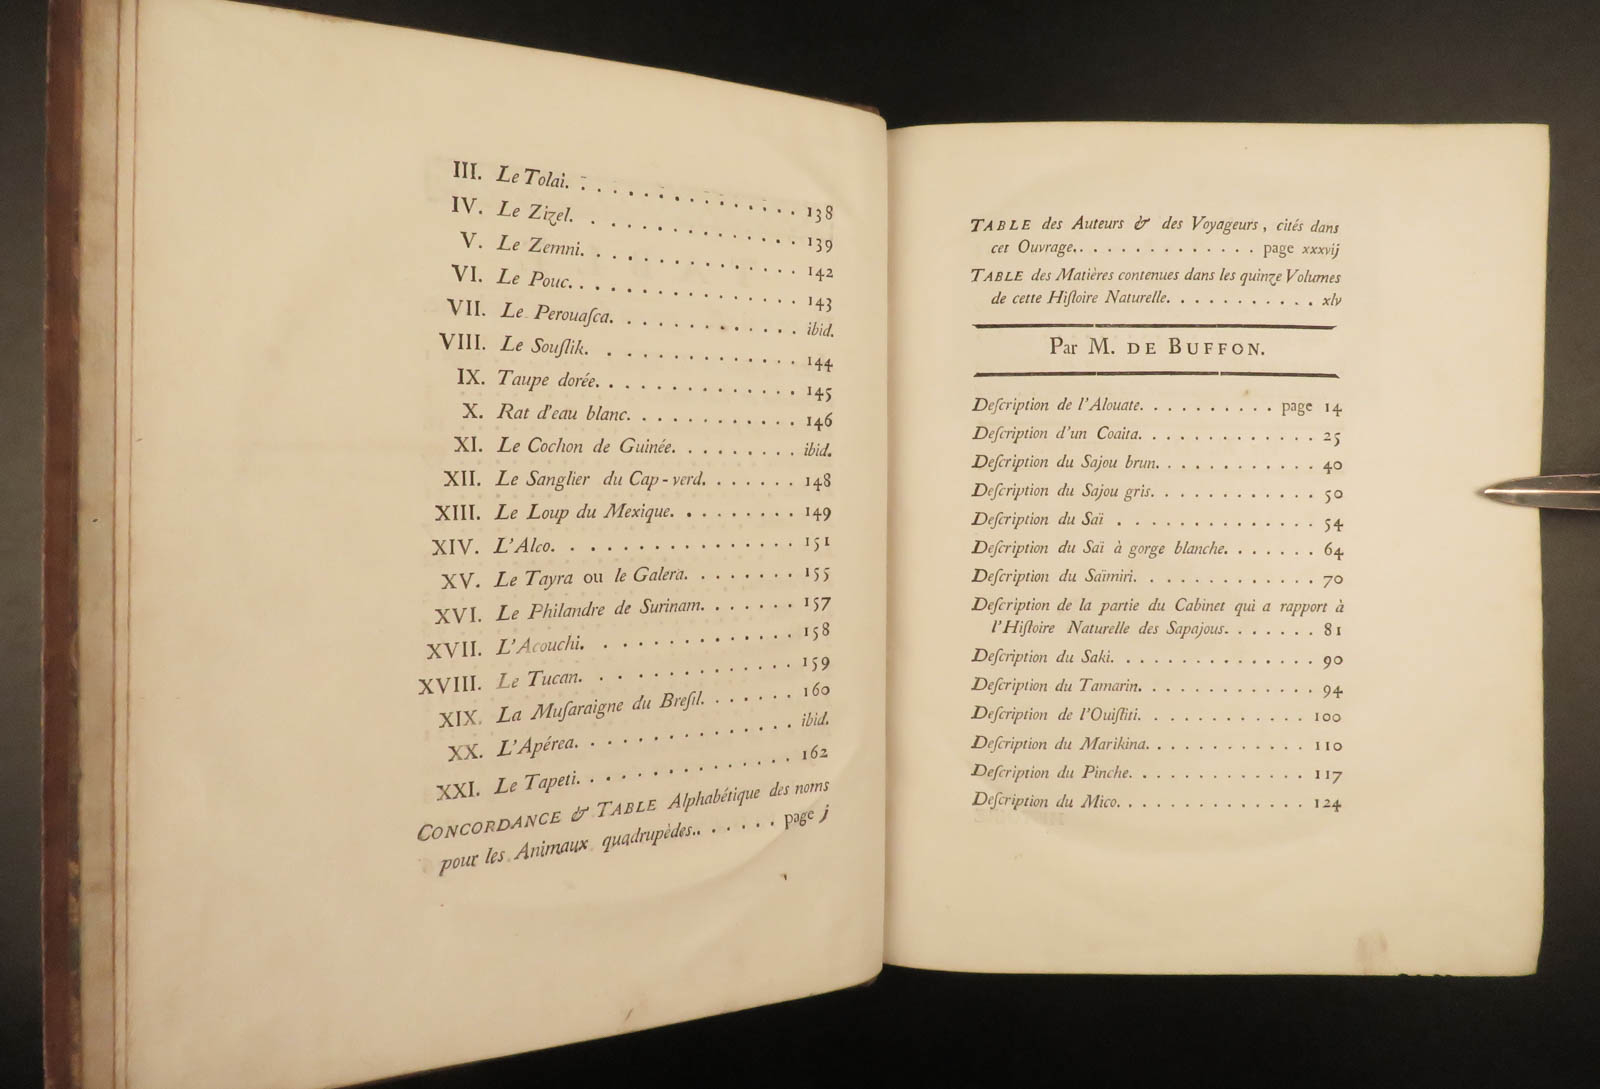 III. Le Tolai. . . . . . . . . . . . . . 138
IV. Le Zizel. . . . . . . . . . . . . . 139
V. Le Zemni. . . . . . . . . . . . . . 142
VI. Le Pouc. . . . . . . . . . . . . . 143
VII. Le Perouaſca. . . . . . . . . . . . ibid.
VIII. Le Souſlik. . . . . . . . . . . . . 144
IX. Taupe dorée. . . . . . . . . . . . . 145
X. Rat d'eau blanc. . . . . . . . . . . . 146
XI. Le Cochon de Guinée. . . . . . . . . ibid.
XII. Le Sanglier du Cap-verd. . . . . . . 148
XIII. Le Loup du Mexique. . . . . . . . . 149
XIV. L'Alco. . . . . . . . . . . . . . 151
XV. Le Tayra ou le Galera. . . . . . . . 155
XVI. Le Philandre de Surinam. . . . . . . 157
XVII. L'Acouchi. . . . . . . . . . . . . 158
XVIII. Le Tucan. . . . . . . . . . . . . 159
XIX. La Muſaraigne du Breſil. . . . . . . 160
XX. L'Apérea. . . . . . . . . . . . . . ibid.
XXI. Le Tapeti. . . . . . . . . . . . . 162
CONCORDANCE & TABLE Alphabétique des noms
pour les Animaux quadrupèdes. . . . . . . page j
TABLE des Auteurs & des Voyageurs, cités dans
cet Ouvrage. . . . . . . . . . . . . . page xxxvij
TABLE des Matières contenues dans les quinze Volumes
de cette Hiſtoire Naturelle. . . . . . . . . . . . xlv
Par M. DE BUFFON.
Deſcription de l'Alouate. . . . . . . . . . page 14
Deſcription d'un Coaita. . . . . . . . . . . . . 25
Deſcription du Sajou brun. . . . . . . . . . . . 40
Deſcription du Sajou gris. . . . . . . . . . . . 50
Deſcription du Saï . . . . . . . . . . . . . . 54
Deſcription du Saï à gorge blanche. . . . . . . 64
Deſcription du Saïmiri. . . . . . . . . . . . . 70
Deſcription de la partie du Cabinet qui a rapport à
l'Hiſtoire Naturelle des Sapajous. . . . . . . 81
Deſcription du Saki. . . . . . . . . . . . . . 90
Deſcription du Tamarin. . . . . . . . . . . . . 94
Deſcription de l'Ouiſtiti. . . . . . . . . . . 100
Deſcription du Marikina. . . . . . . . . . . . 110
Deſcription du Pinche. . . . . . . . . . . . . 117
Deſcription du Mico. . . . . . . . . . . . . . 124